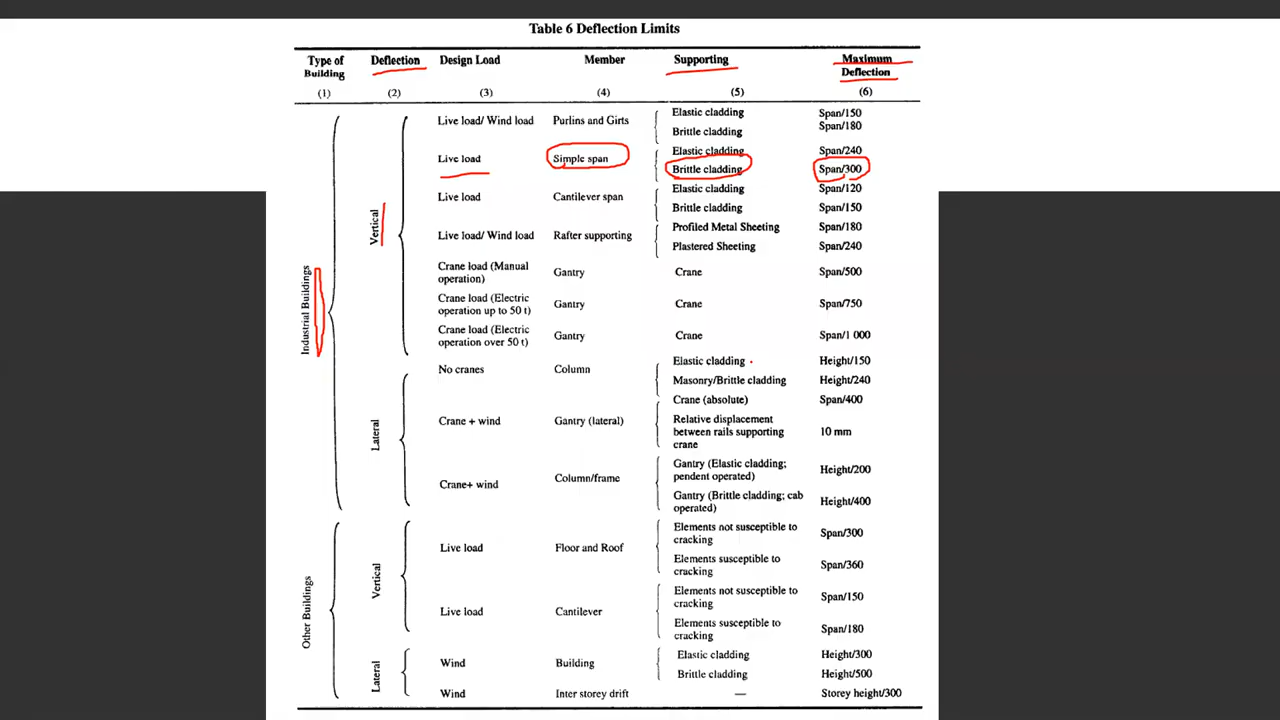 Table 6 Deflection Limits
Type of Building Deflection Design Load Member Supporting Maximum Deflection
(1) (2) (3) (4) (5) (6)
Industrial Buildings
Vertical
Live load/ Wind load Purlins and Girts Elastic cladding Span/150
Brittle cladding Span/180
Live load Simple span Elastic cladding Span/240
Brittle cladding Span/300
Live load Cantilever span Elastic cladding Span/120
Brittle cladding Span/150
Live load/ Wind load Rafter supporting Profiled Metal Sheeting Span/180
Plastered Sheeting Span/240
Crane load (Manual operation) Gantry Crane Span/500
Crane load (Electric operation up to 50 t) Gantry Crane Span/750
Crane load (Electric operation over 50 t) Gantry Crane Span/1 000
Lateral
No cranes Column Elastic cladding Height/150
Masonry/Brittle cladding Height/240
Crane + wind Gantry (lateral) Crane (absolute) Span/400
Relative displacement between rails supporting crane 10 mm
Crane+ wind Column/frame Gantry (Elastic cladding; pendent operated) Height/200
Gantry (Brittle cladding; cab operated) Height/400
Other Buildings
Vertical
Live load Floor and Roof Elements not susceptible to cracking Span/300
Elements susceptible to cracking Span/360
Live load Cantilever Elements not susceptible to cracking Span/150
Elements susceptible to cracking Span/180
Lateral
Wind Building Elastic cladding Height/300
Brittle cladding Height/500
Wind Inter storey drift — Storey height/300